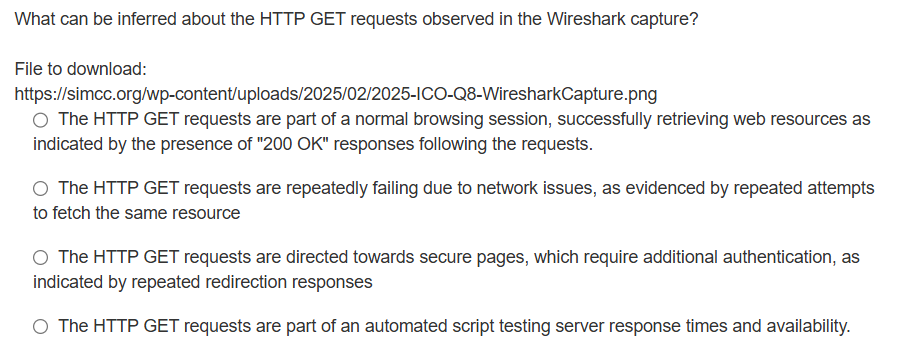 What can be inferred about the HTTP GET requests observed in the Wireshark capture?
File to download:
https://simcc.org/wp-content/uploads/2025/02/2025-ICO-Q8-WiresharkCapture.png
The HTTP GET requests are part of a normal browsing session, successfully retrieving web resources as
indicated by the presence of "200 OK" responses following the requests.
The HTTP GET requests are repeatedly failing due to network issues, as evidenced by repeated attempts
to fetch the same resource
The HTTP GET requests are directed towards secure pages, which require additional authentication, as
indicated by repeated redirection responses
The HTTP GET requests are part of an automated script testing server response times and availability.